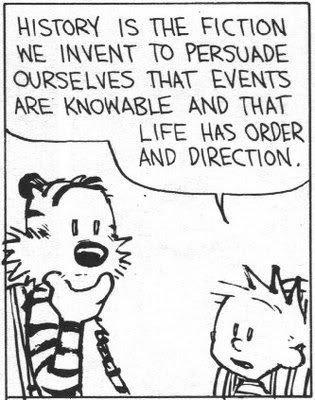 HISTORY IS THE FICTION
WE INVENT TO PERSUADE
OURSELVES THAT EVENTS
ARE KNOWABLE AND THAT
LIFE HAS ORDER
AND DIRECTION.